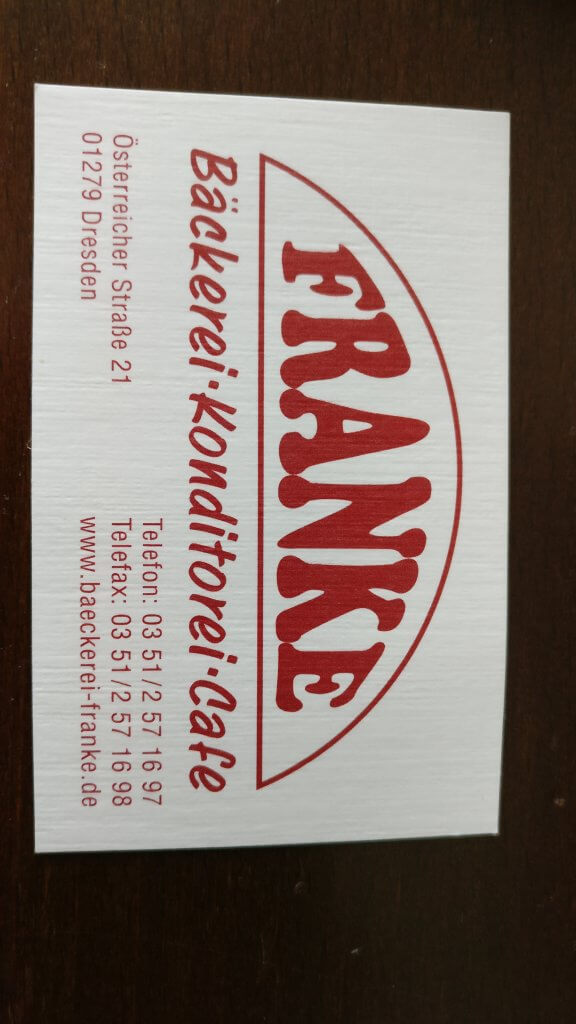 FRANKE
Bäckerei·Konditorei·Cafe
Österreicher Straße 21
01279 Dresden
Telefon: 03 51/2 57 16 97
Telefax: 03 51/2 57 16 98
www.baeckerei-franke.de